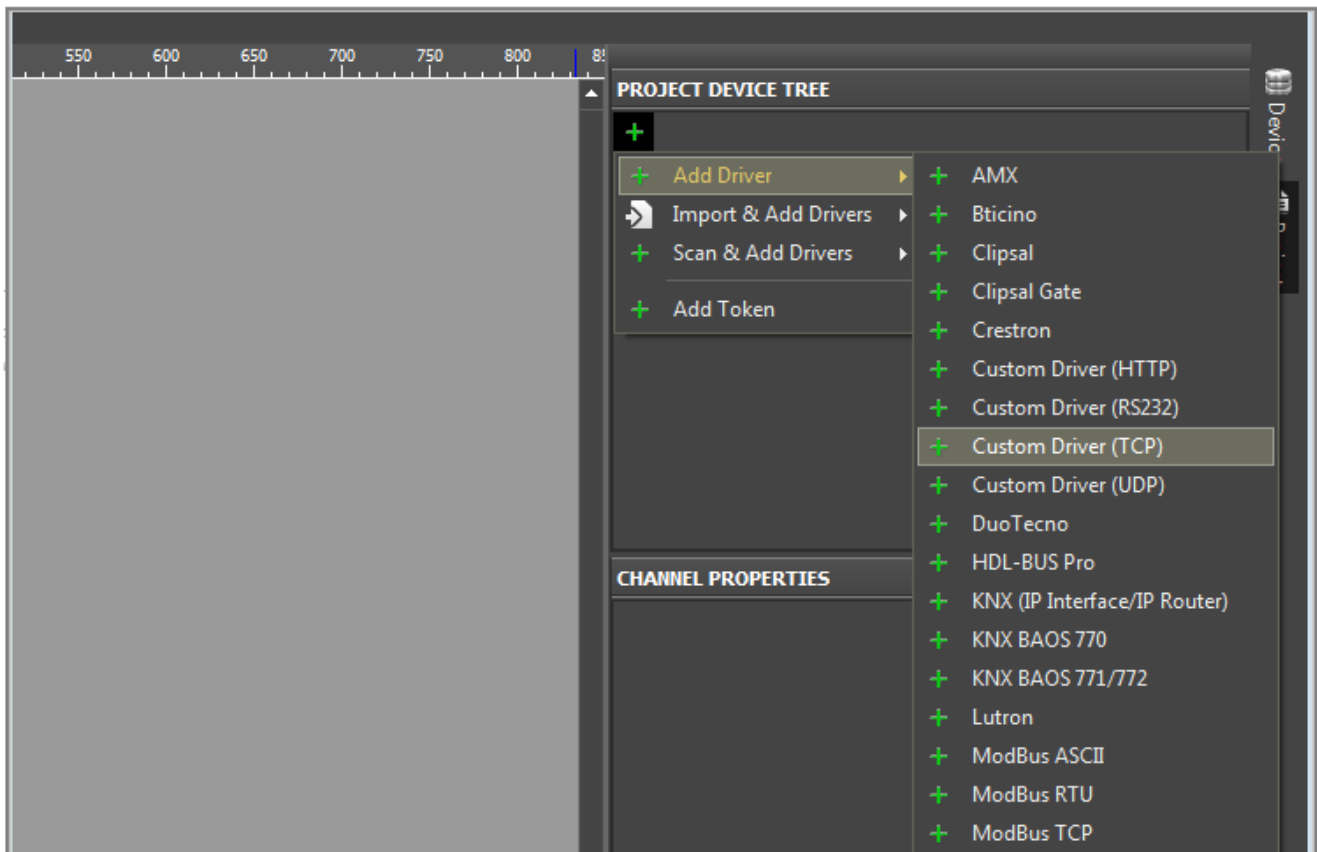 550 600 650 700 750 800
PROJECT DEVICE TREE
Add Driver
Import & Add Drivers
Scan & Add Drivers
Add Token
AMX
Bticino
Clipsal
Clipsal Gate
Crestron
Custom Driver (HTTP)
Custom Driver (RS232)
Custom Driver (TCP)
Custom Driver (UDP)
DuoTecno
HDL-BUS Pro
KNX (IP Interface/IP Router)
KNX BAOS 770
KNX BAOS 771/772
Lutron
ModBus ASCII
ModBus RTU
ModBus TCP
CHANNEL PROPERTIES